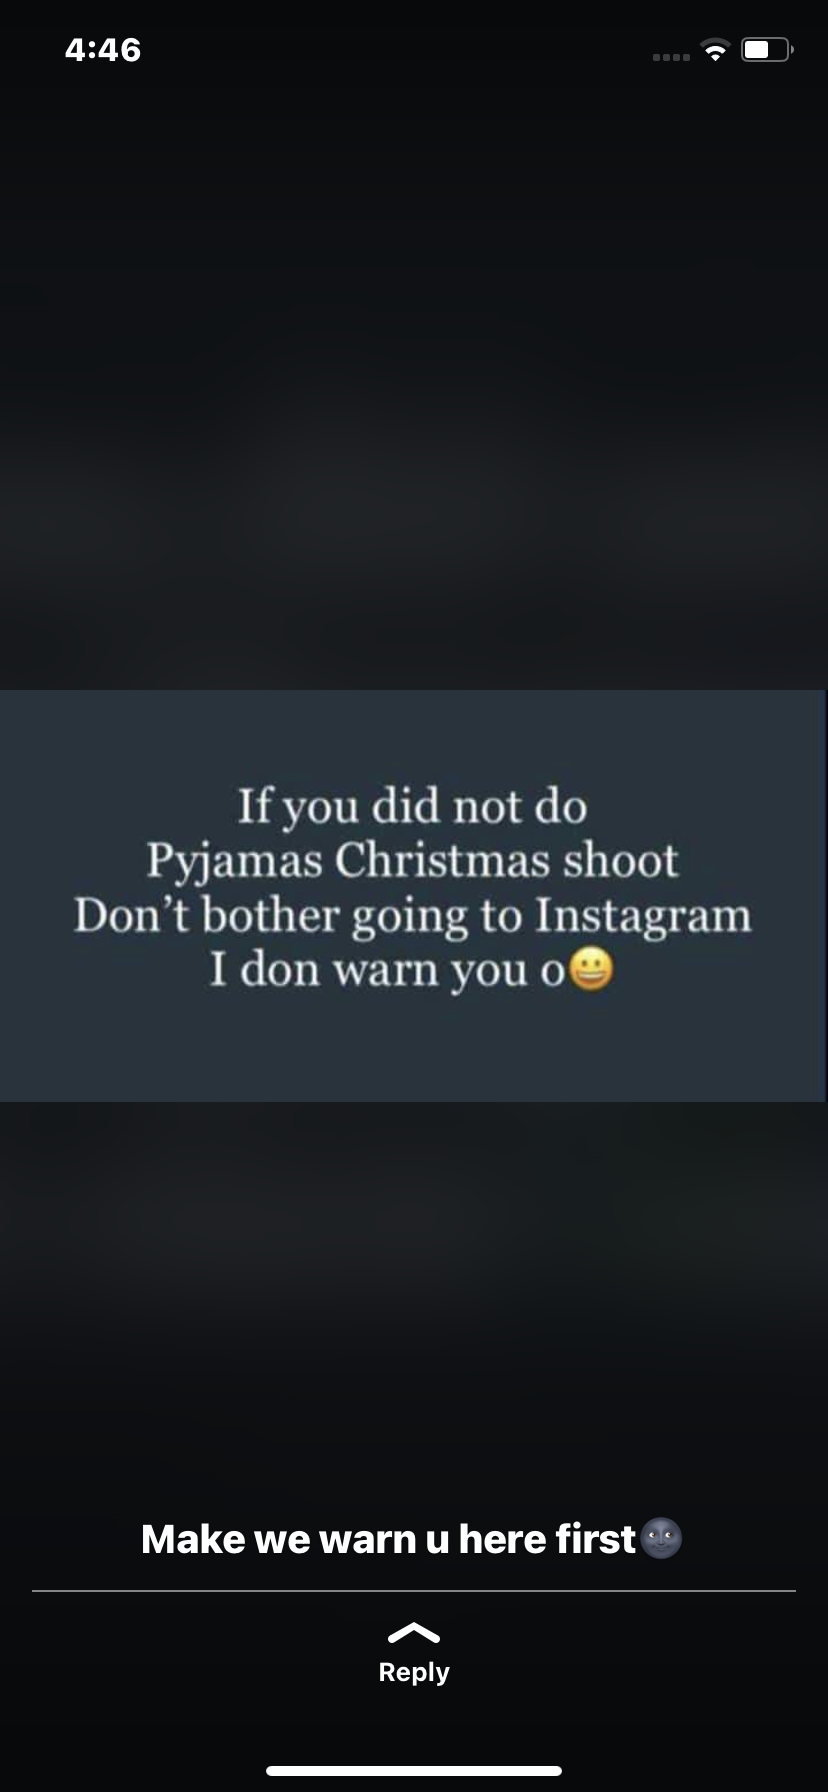 4:46
If you did not do
Pyjamas Christmas shoot
Don’t bother going to Instagram
I don warn you o😀
Make we warn u here first🌚
Reply